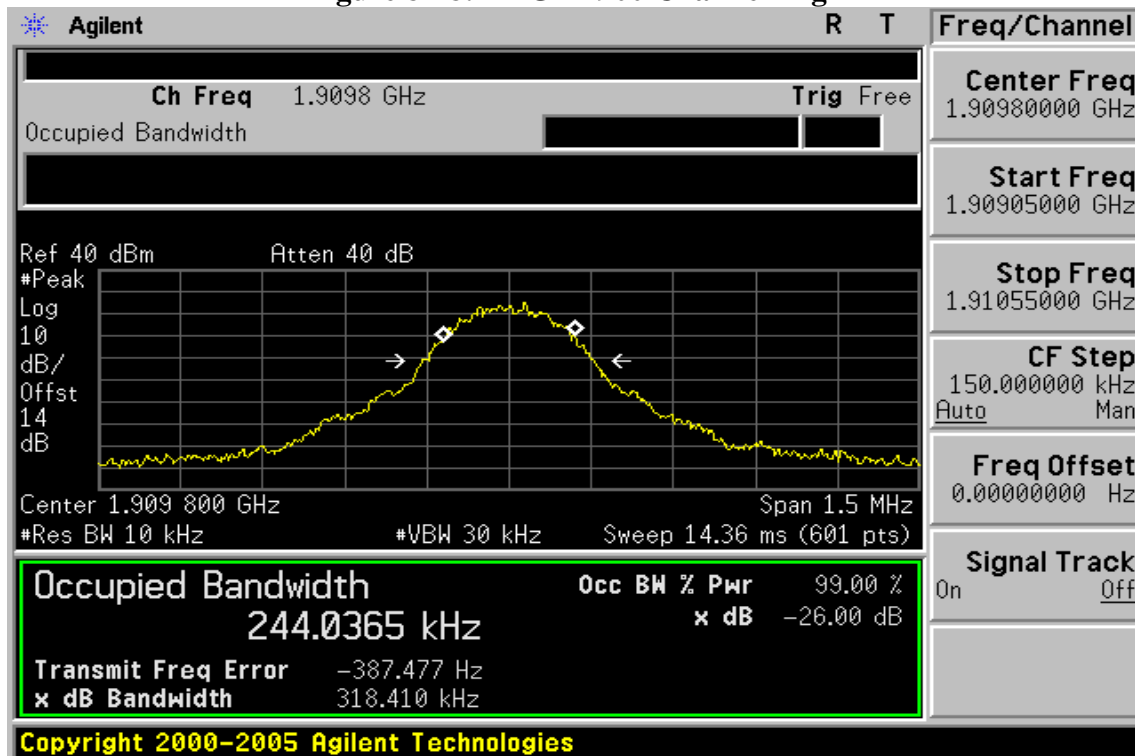 Agilent R T
Freq/Channel
Ch Freq 1.9098 GHz Trig Free
Occupied Bandwidth
Center Freq
1.90980000 GHz
Start Freq
1.90905000 GHz
Stop Freq
1.91055000 GHz
CF Step
150.000000 kHz
Auto Man
Freq Offset
0.00000000 Hz
Signal Track
On Off
Ref 40 dBm Atten 40 dB
#Peak
Log
10
dB/
Offst
14
dB
Center 1.909 800 GHz Span 1.5 MHz
#Res BW 10 kHz #VBW 30 kHz Sweep 14.36 ms (601 pts)
Occupied Bandwidth Occ BW % Pwr 99.00 %
244.0365 kHz x dB -26.00 dB
Transmit Freq Error -387.477 Hz
x dB Bandwidth 318.410 kHz
Copyright 2000-2005 Agilent Technologies